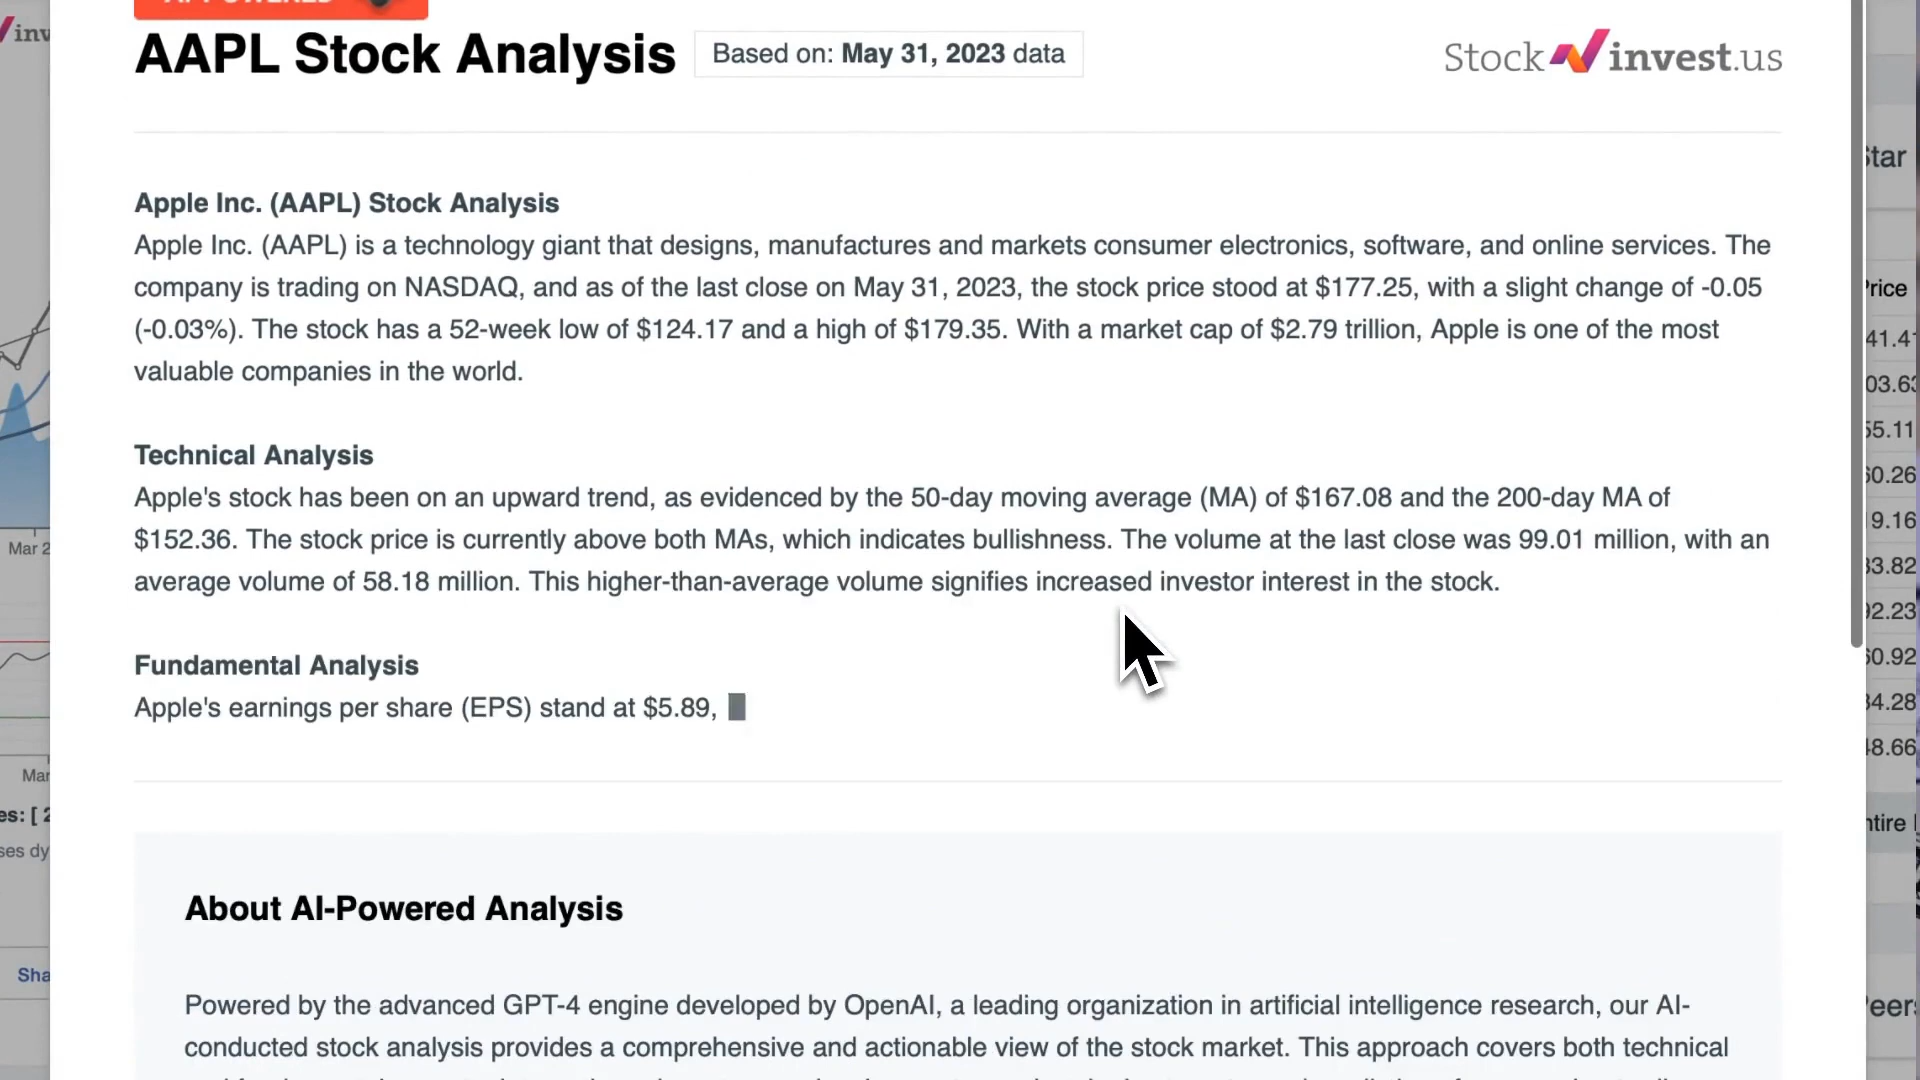 AAPL Stock Analysis
Based on: May 31, 2023 data
Stock invest.us
Apple Inc. (AAPL) Stock Analysis
Apple Inc. (AAPL) is a technology giant that designs, manufactures and markets consumer electronics, software, and online services. The
company is trading on NASDAQ, and as of the last close on May 31, 2023, the stock price stood at $177.25, with a slight change of -0.05
(-0.03%). The stock has a 52-week low of $124.17 and a high of $179.35. With a market cap of $2.79 trillion, Apple is one of the most
valuable companies in the world.
Technical Analysis
Apple's stock has been on an upward trend, as evidenced by the 50-day moving average (MA) of $167.08 and the 200-day MA of
$152.36. The stock price is currently above both MAs, which indicates bullishness. The volume at the last close was 99.01 million, with an
average volume of 58.18 million. This higher-than-average volume signifies increased investor interest in the stock.
Fundamental Analysis
Apple's earnings per share (EPS) stand at $5.89,
About AI-Powered Analysis
Powered by the advanced GPT-4 engine developed by OpenAI, a leading organization in artificial intelligence research, our AI-
conducted stock analysis provides a comprehensive and actionable view of the stock market. This approach covers both technical